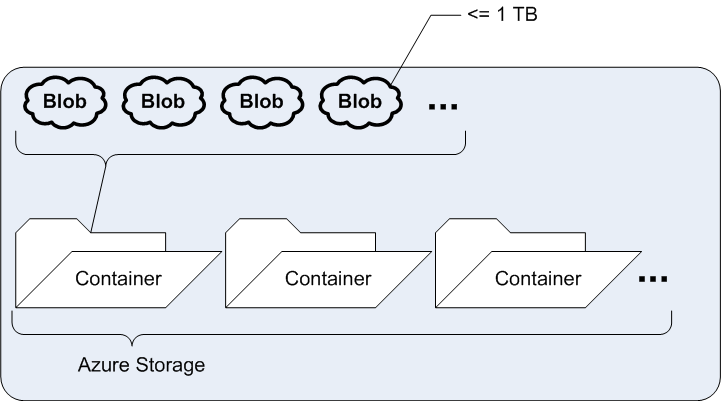 <= 1 TB
Blob Blob Blob Blob ...
Container Container Container ...
Azure Storage